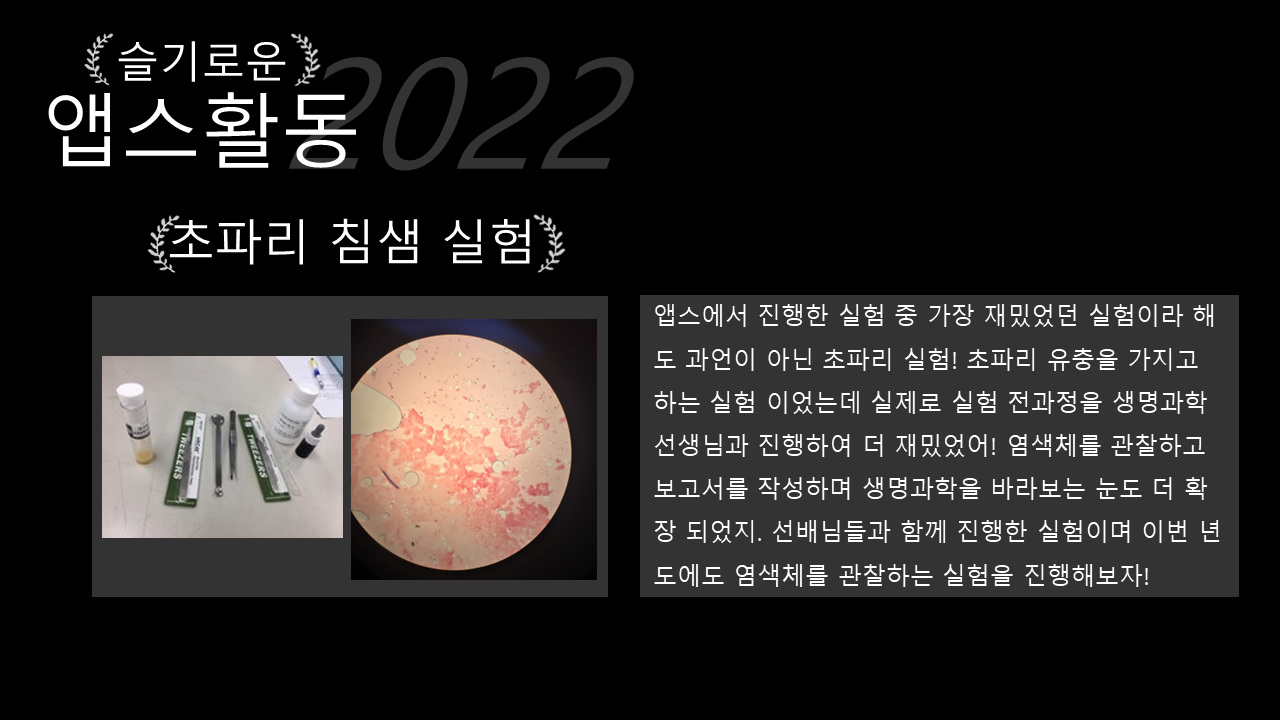 슬기로운
앱스활동
2022
초파리 침샘 실험
TWEEZERS
TWEEZERS
앱스에서 진행한 실험 중 가장 재밌었던 실험이라 해
도 과언이 아닌 초파리 실험! 초파리 유충을 가지고
하는 실험 이었는데 실제로 실험 전과정을 생명과학
선생님과 진행하여 더 재밌었어! 염색체를 관찰하고
보고서를 작성하며 생명과학을 바라보는 눈도 더 확
장 되었지. 선배님들과 함께 진행한 실험이며 이번 년
도에도 염색체를 관찰하는 실험을 진행해보자!